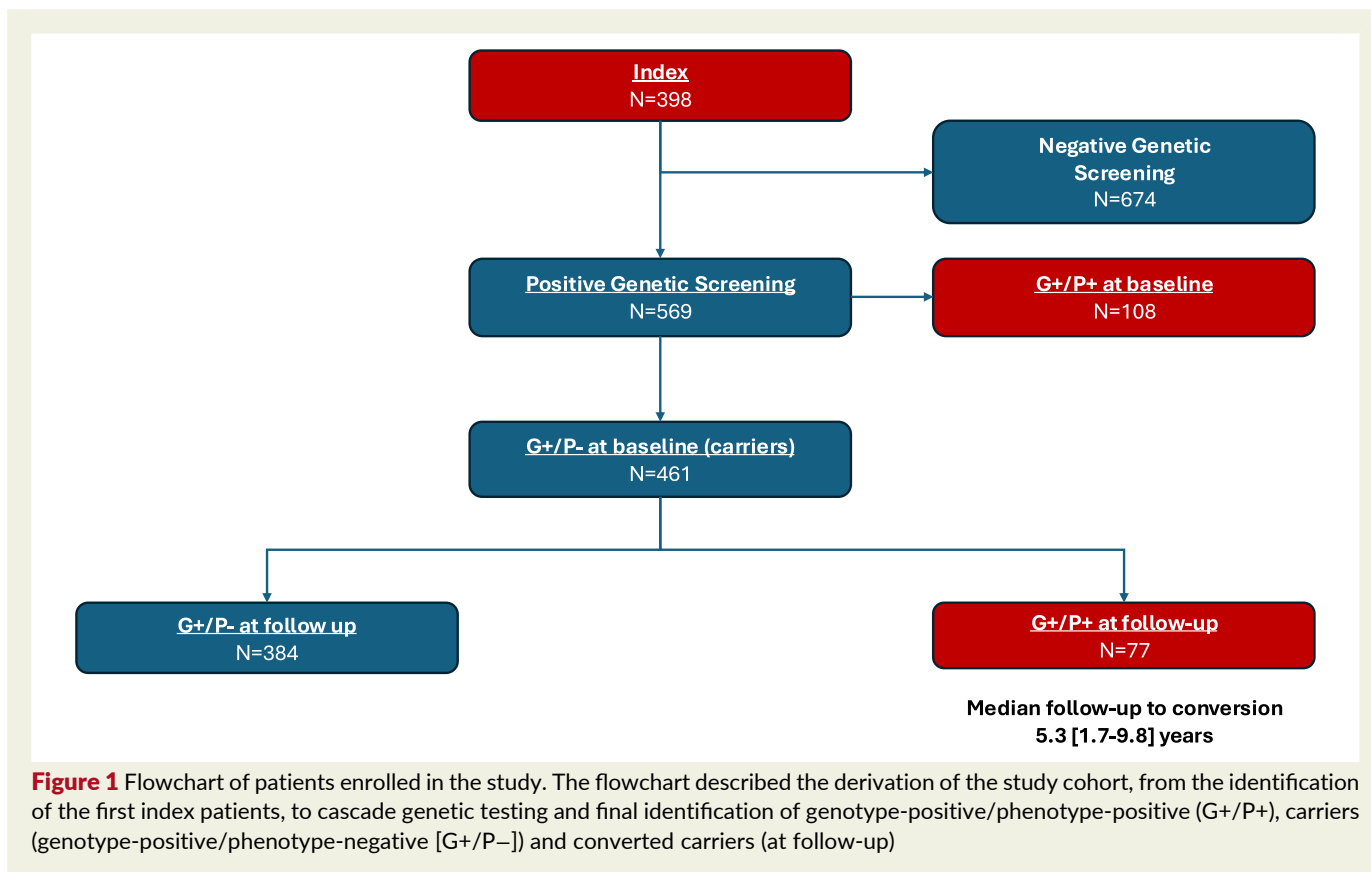 Index
N=398
Negative Genetic
Screening
N=674
Positive Genetic Screening
N=569
G+/P+ at baseline
N=108
G+/P- at baseline (carriers)
N=461
G+/P- at follow up
N=384
G+/P+ at follow-up
N=77
Median follow-up to conversion
5.3 [1.7-9.8] years
Figure 1 Flowchart of patients enrolled in the study. The flowchart described the derivation of the study cohort, from the identification
of the first index patients, to cascade genetic testing and final identification of genotype-positive/phenotype-positive (G+/P+), carriers
(genotype-positive/phenotype-negative [G+/P−]) and converted carriers (at follow-up)